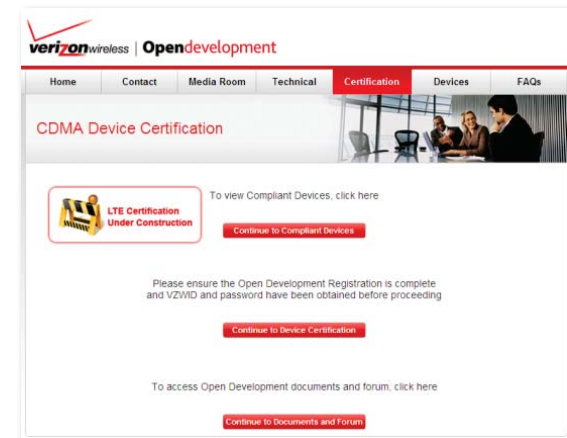 verizonwireless | Opendevelopment
Home Contact Media Room Technical Certification Devices FAQs
CDMA Device Certification
LTE Certification
Under Construction
To view Compliant Devices, click here
Continue to Compliant Devices
Please ensure the Open Development Registration is complete
and VZWID and password have been obtained before proceeding
Continue to Device Certification
To access Open Development documents and forum, click here
Continue to Documents and Forum